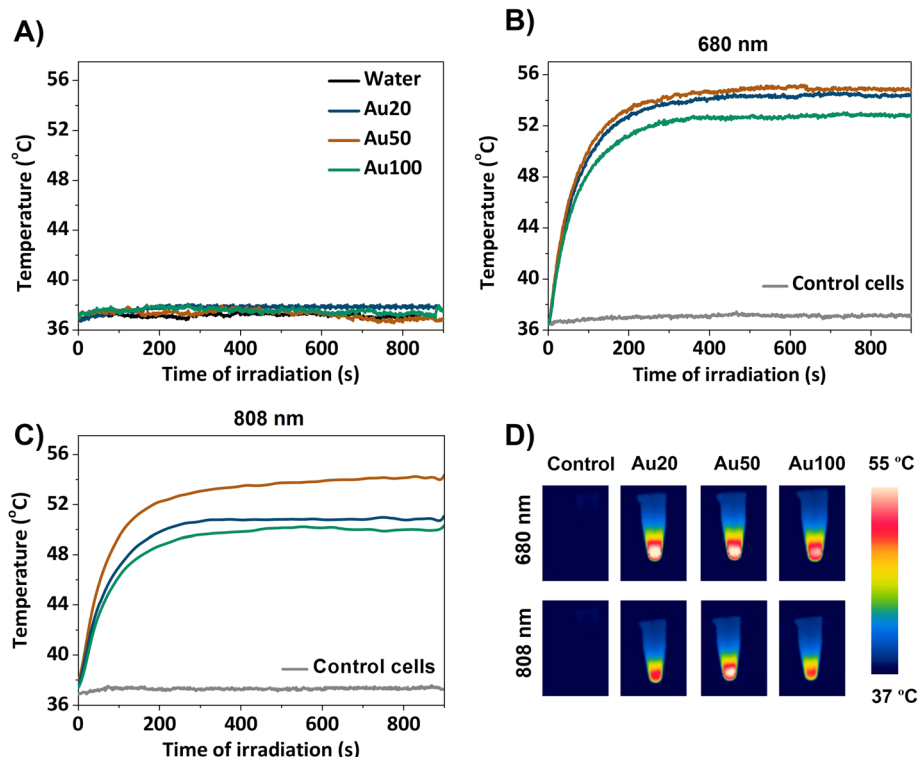 A)
Temperature (°C)
56
52
48
44
40
36
Water
Au20
Au50
Au100
0 200 400 600 800
Time of irradiation (s)
B)
680 nm
Temperature (°C)
56
52
48
44
40
36
Control cells
0 200 400 600 800
Time of irradiation (s)
C)
808 nm
Temperature (°C)
56
52
48
44
40
36
Control cells
0 200 400 600 800
Time of irradiation (s)
D)
Control Au20 Au50 Au100
55 °C
680 nm
808 nm
37 °C